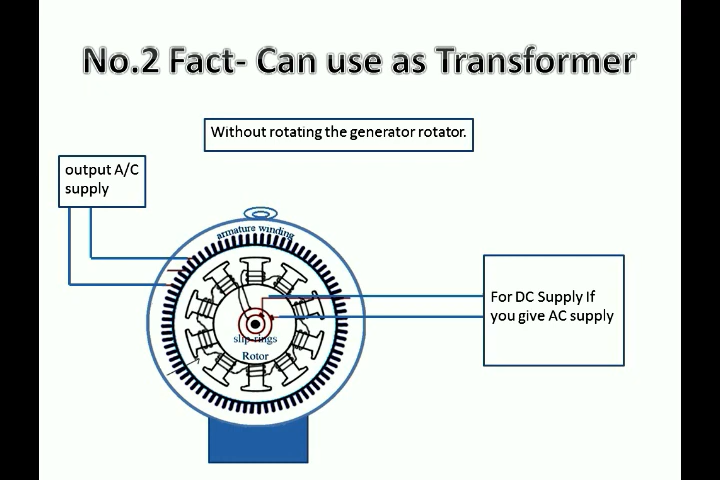 No.2 Fact- Can use as Transformer
Without rotating the generator rotator.
output A/C
supply
armature winding
For DC Supply If
you give AC supply
slip-rings
Rotor